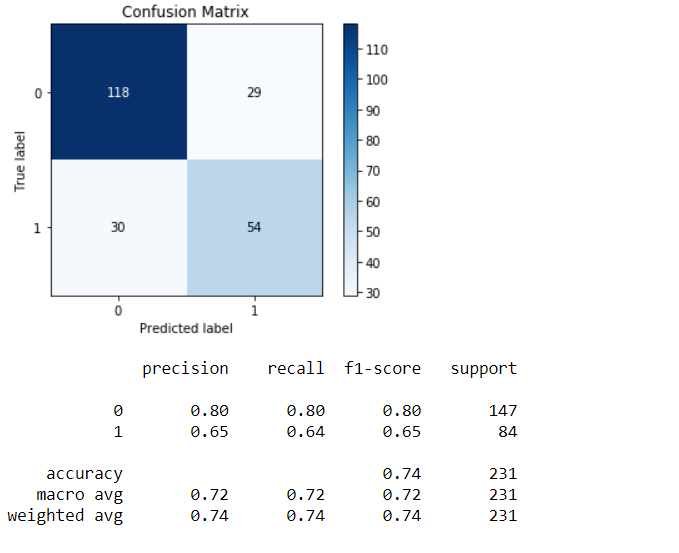 Confusion Matrix
118 29
30 54
0
1
True label
0 1
Predicted label
110
100
90
80
70
60
50
40
30
precision recall f1-score support
0 0.80 0.80 0.80 147
1 0.65 0.64 0.65 84
accuracy 0.74 231
macro avg 0.72 0.72 0.72 231
weighted avg 0.74 0.74 0.74 231